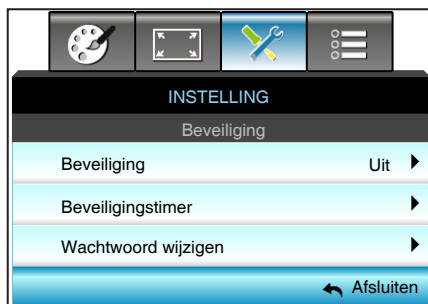 INSTELLING
Beveiliging
Beveiliging Uit
Beveiligingstimer
Wachtwoord wijzigen
Afsluiten